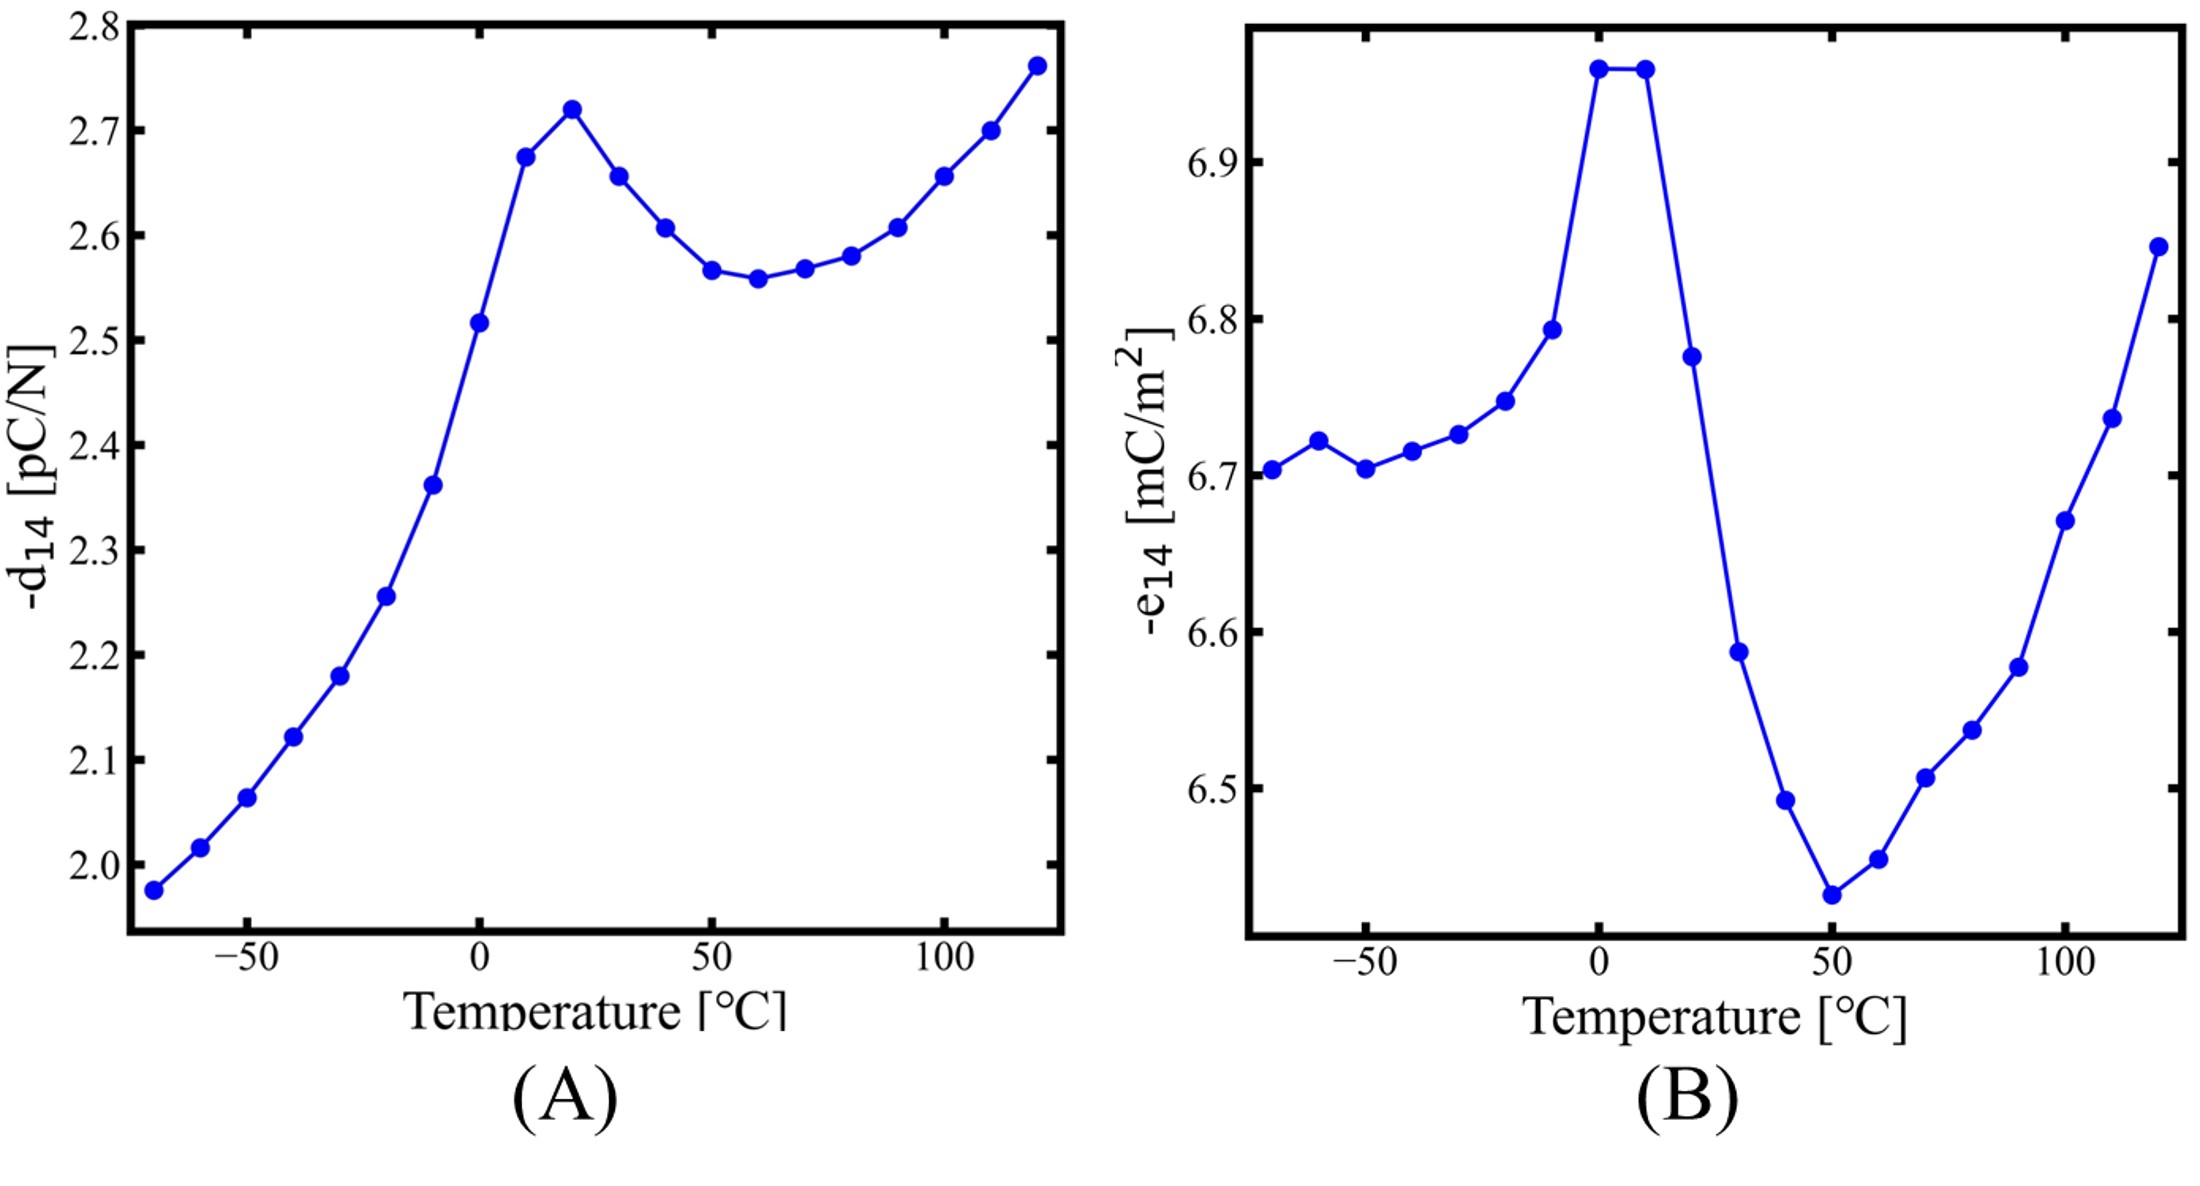 2.8
2.7
2.6
2.5
2.4
2.3
2.2
2.1
2.0
-d₁₄ [pC/N]
−50 0 50 100
Temperature [°C]
(A)
6.9
6.8
6.7
6.6
6.5
-e₁₄ [mC/m²]
−50 0 50 100
Temperature [°C]
(B)